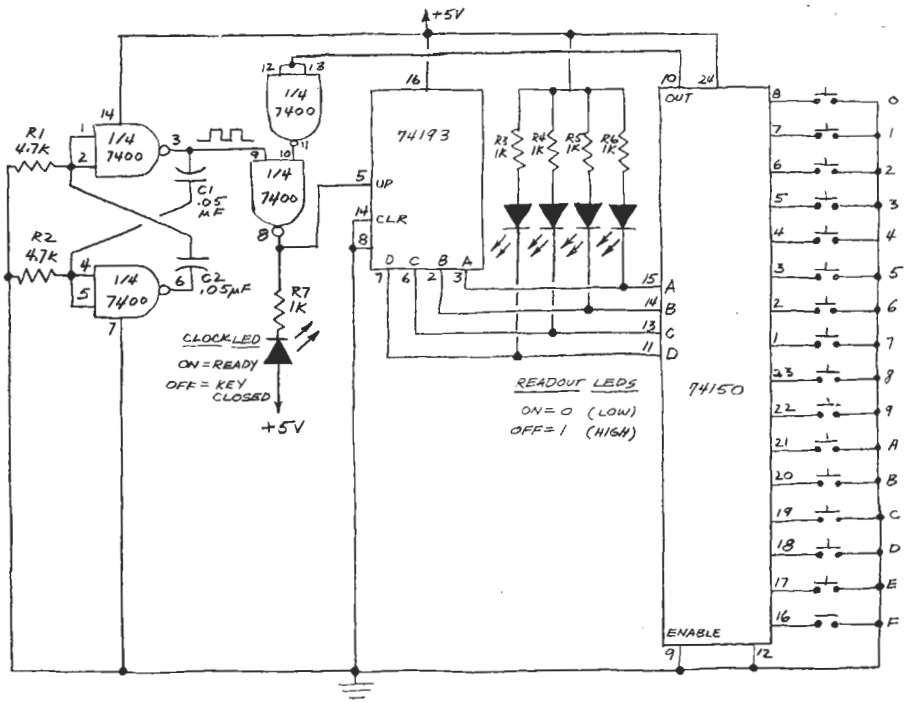 +5V
14
1
2
3
R1
4.7K
1/4
7400
C1
.05
μF
R2
4.7K
4
5
6
1/4
7400
C2
.05μF
7
12
13
1/4
7400
11
9
10
1/4
7400
8
R7
1K
CLOCK LED
ON=READY
OFF=KEY
CLOSED
+5V
16
74193
5
UP
14
CLR
8
D
C
B
A
7
6
2
3
R3
1K
R4
1K
R5
1K
R6
1K
READOUT LEDS
ON=0 (LOW)
OFF=1 (HIGH)
10
24
OUT
15
A
14
B
13
C
11
D
74150
ENABLE
9
12
8
0
7
1
6
2
5
3
4
4
3
5
2
6
1
7
23
8
22
9
21
A
20
B
19
C
18
D
17
E
16
F